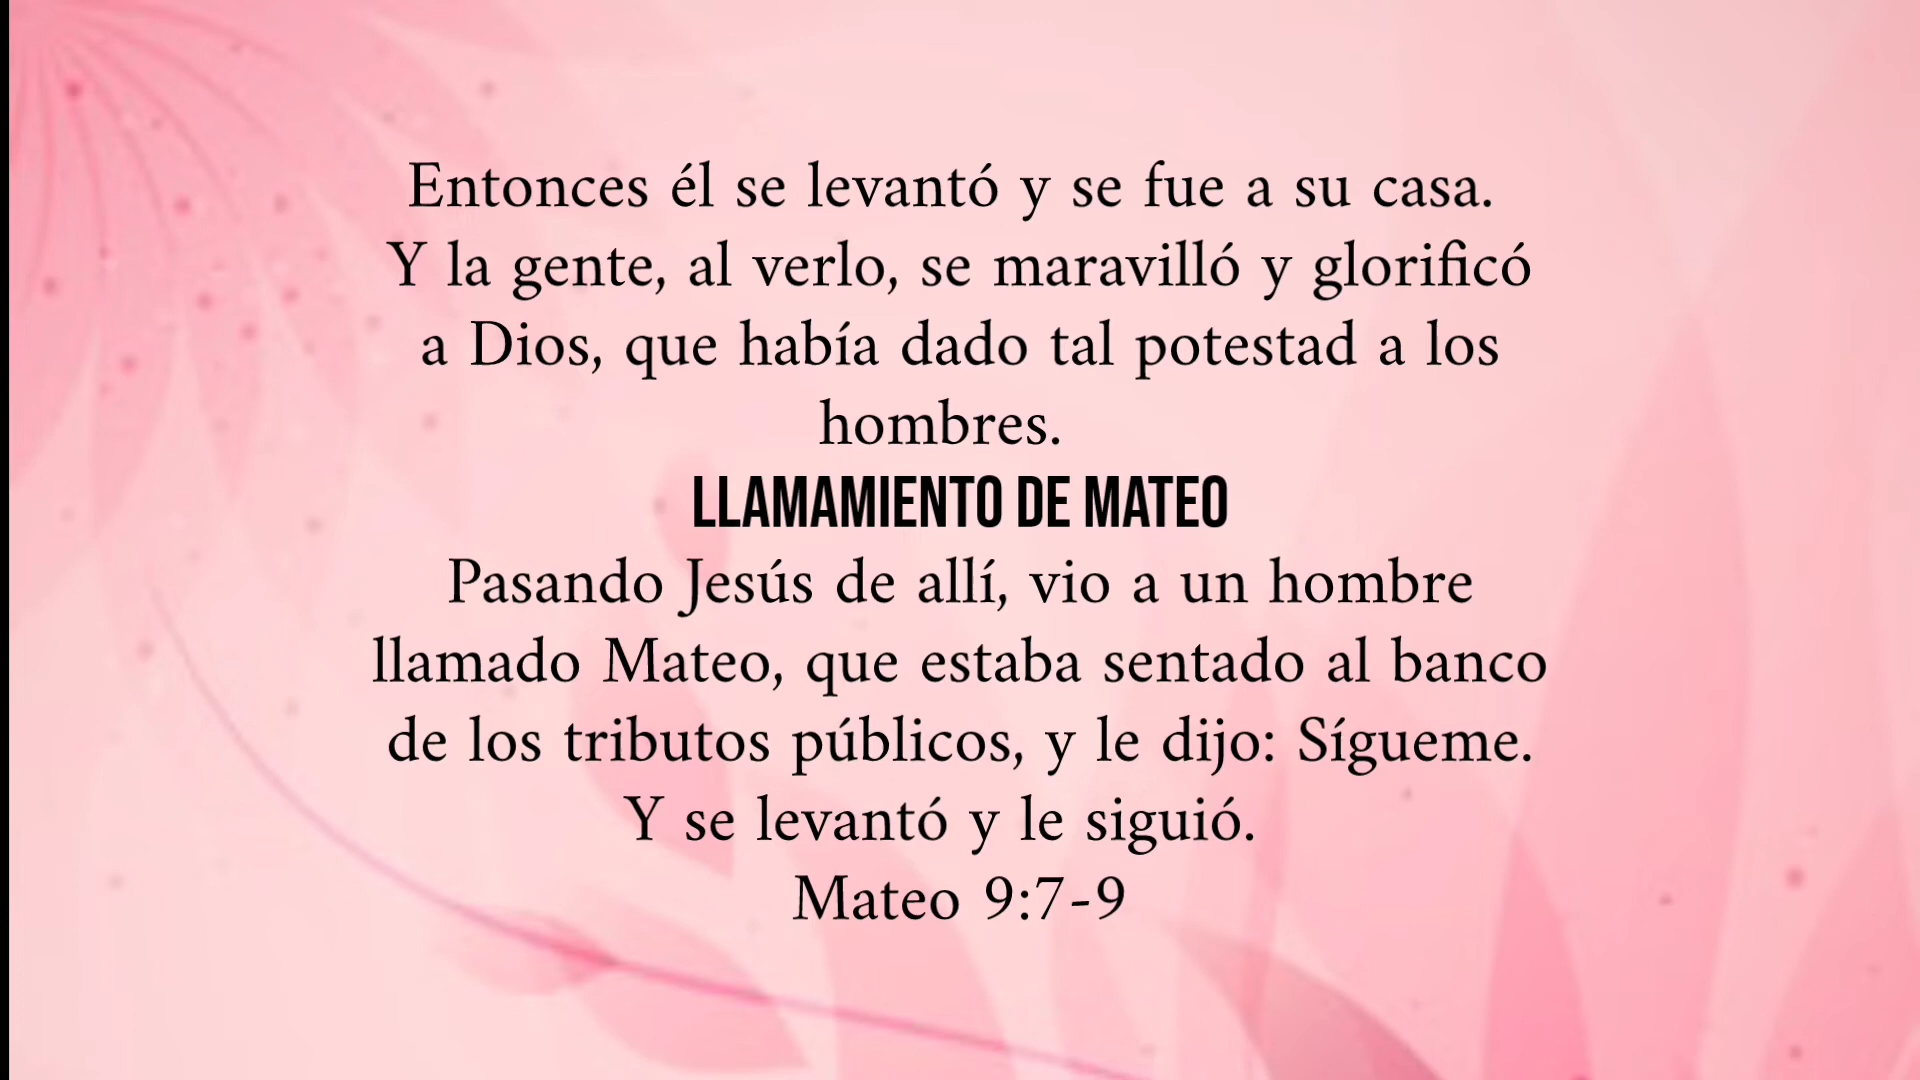 Entonces él se levantó y se fue a su casa.
Y la gente, al verlo, se maravilló y glorificó
a Dios, que había dado tal potestad a los
hombres.
LLAMAMIENTO DE MATEO
Pasando Jesús de allí, vio a un hombre
llamado Mateo, que estaba sentado al banco
de los tributos públicos, y le dijo: Sígueme.
Y se levantó y le siguió.
Mateo 9:7-9